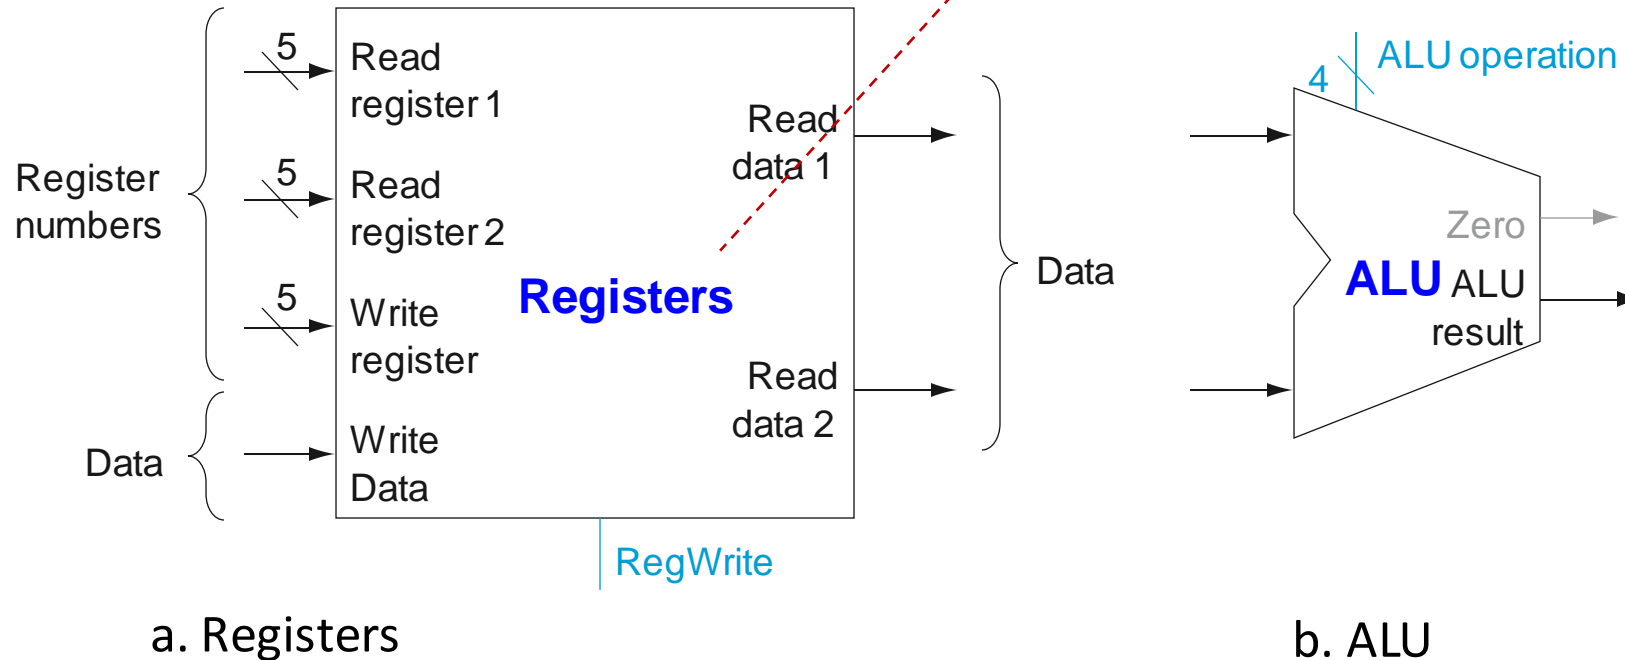 5
Read
register 1
5
Read
register 2
Register
numbers
5
Write
register
Data
Write
Data
Registers
Read
data 1
Read
data 2
Data
RegWrite
a. Registers
4
ALU operation
Zero
ALU
ALU
result
b. ALU